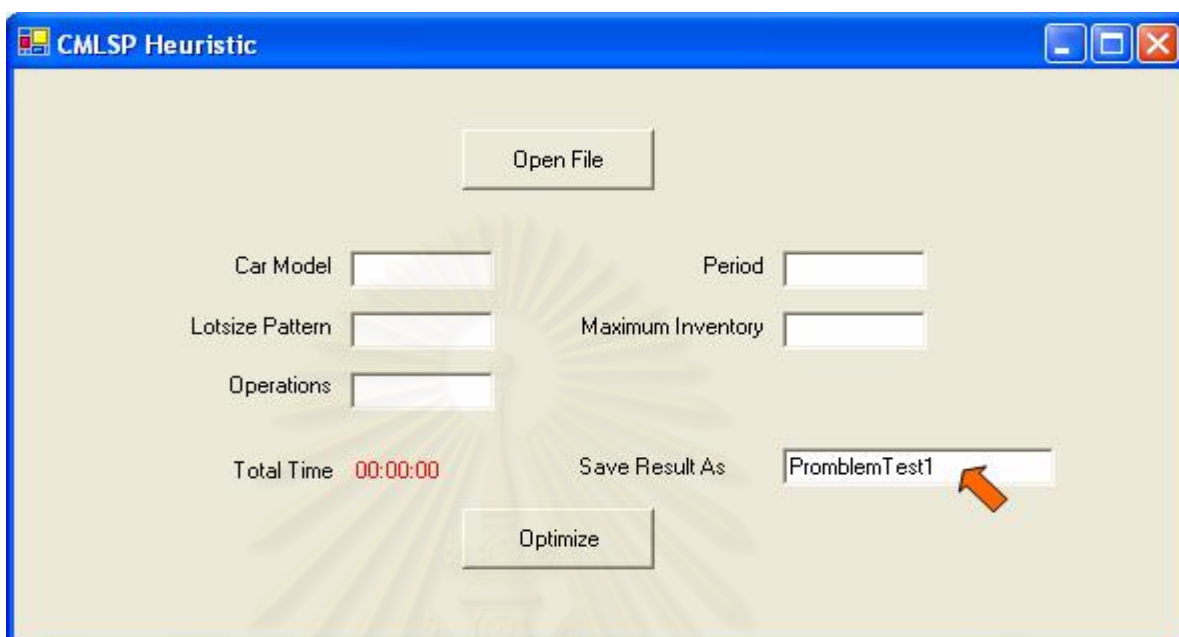 CMLSP Heuristic
Open File
Car Model
Period
Lotsize Pattern
Maximum Inventory
Operations
Total Time 00:00:00
Save Result As PromblemTest1
Optimize